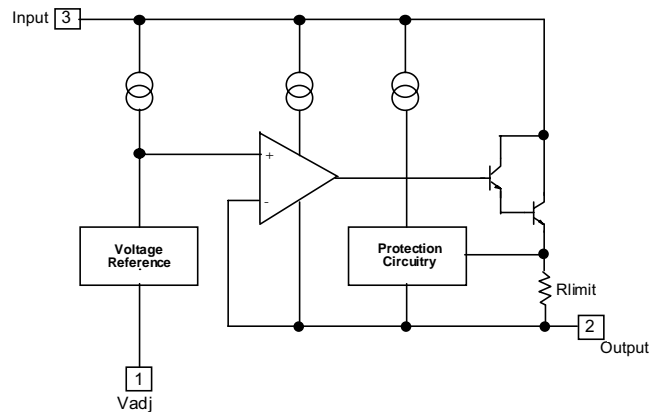 Input 3
+
-
Voltage
Reference
Protection
Circuitry
Rlimit
2
Output
1
Vadj